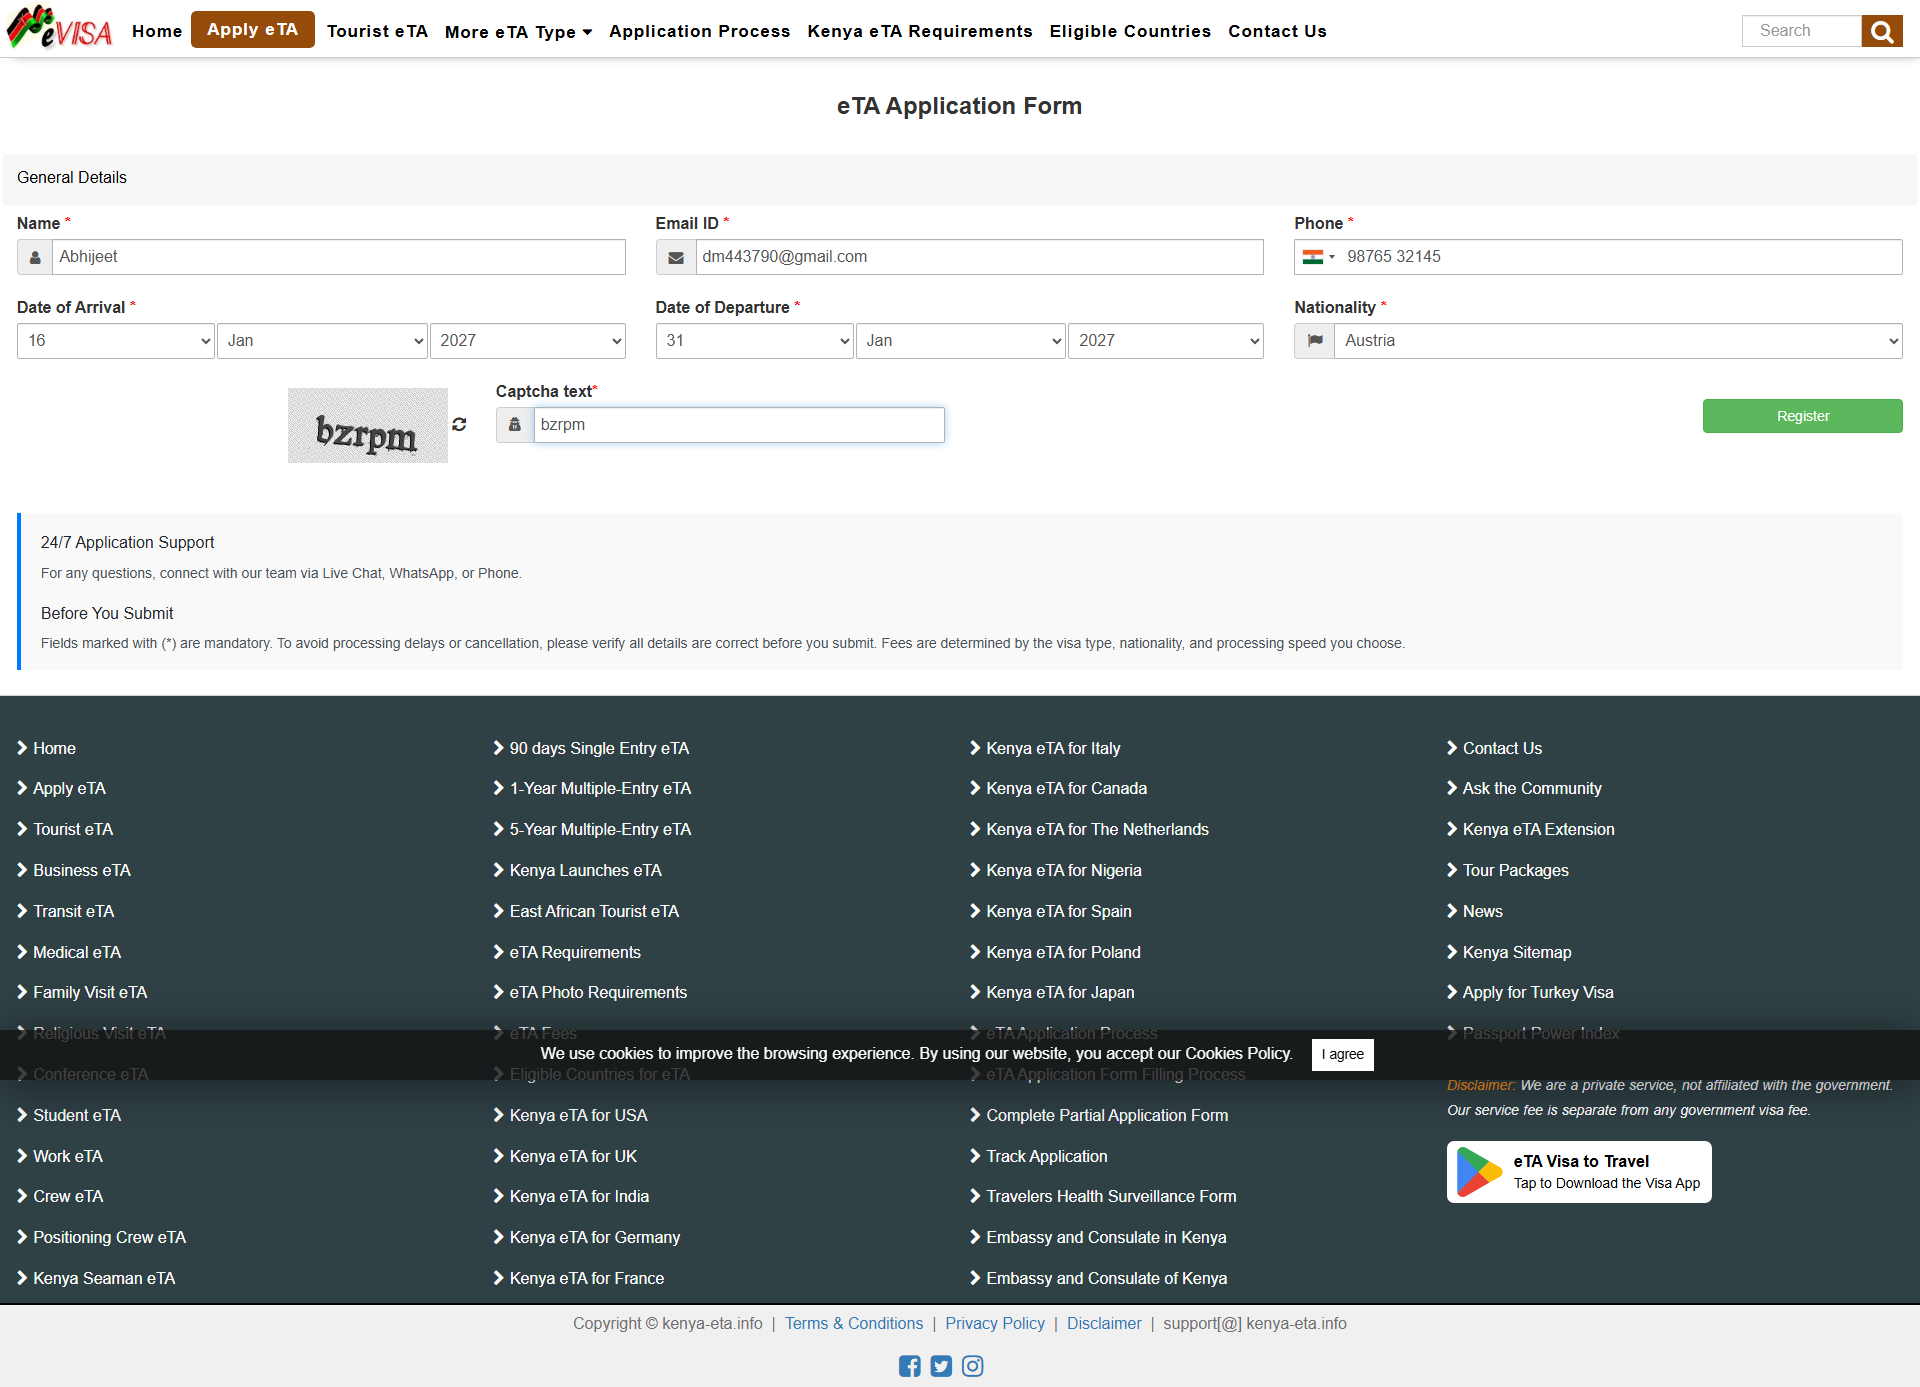 eVISA
Home
Apply eTA
Tourist eTA
More eTA Type
Application Process
Kenya eTA Requirements
Eligible Countries
Contact Us
Search
eTA Application Form
General Details
Name *
Email ID *
Phone *
Abhijeet
dm443790@gmail.com
98765 32145
Date of Arrival *
Date of Departure *
Nationality *
16 Jan 2027
31 Jan 2027
Austria
bzrpm
Captcha text*
bzrpm
Register
24/7 Application Support
For any questions, connect with our team via Live Chat, WhatsApp, or Phone.
Before You Submit
Fields marked with (*) are mandatory. To avoid processing delays or cancellation, please verify all details are correct before you submit. Fees are determined by the visa type, nationality, and processing speed you choose.
Home
Apply eTA
Tourist eTA
Business eTA
Transit eTA
Medical eTA
Family Visit eTA
Religious Visit eTA
Conference eTA
Student eTA
Work eTA
Crew eTA
Positioning Crew eTA
Kenya Seaman eTA
90 days Single Entry eTA
1-Year Multiple-Entry eTA
5-Year Multiple-Entry eTA
Kenya Launches eTA
East African Tourist eTA
eTA Requirements
eTA Photo Requirements
eTA Fees
Eligible Countries for eTA
Kenya eTA for USA
Kenya eTA for UK
Kenya eTA for India
Kenya eTA for Germany
Kenya eTA for France
Kenya eTA for Italy
Kenya eTA for Canada
Kenya eTA for The Netherlands
Kenya eTA for Nigeria
Kenya eTA for Spain
Kenya eTA for Poland
Kenya eTA for Japan
eTA Application Process
eTA Application Form Filling Process
Complete Partial Application Form
Track Application
Travelers Health Surveillance Form
Embassy and Consulate in Kenya
Embassy and Consulate of Kenya
Contact Us
Ask the Community
Kenya eTA Extension
Tour Packages
News
Kenya Sitemap
Apply for Turkey Visa
Passport Power Index
Disclaimer: We are a private service, not affiliated with the government.
Our service fee is separate from any government visa fee.
eTA Visa to Travel
Tap to Download the Visa App
We use cookies to improve the browsing experience. By using our website, you accept our Cookies Policy.
I agree
Copyright © kenya-eta.info | Terms & Conditions | Privacy Policy | Disclaimer | support[@] kenya-eta.info